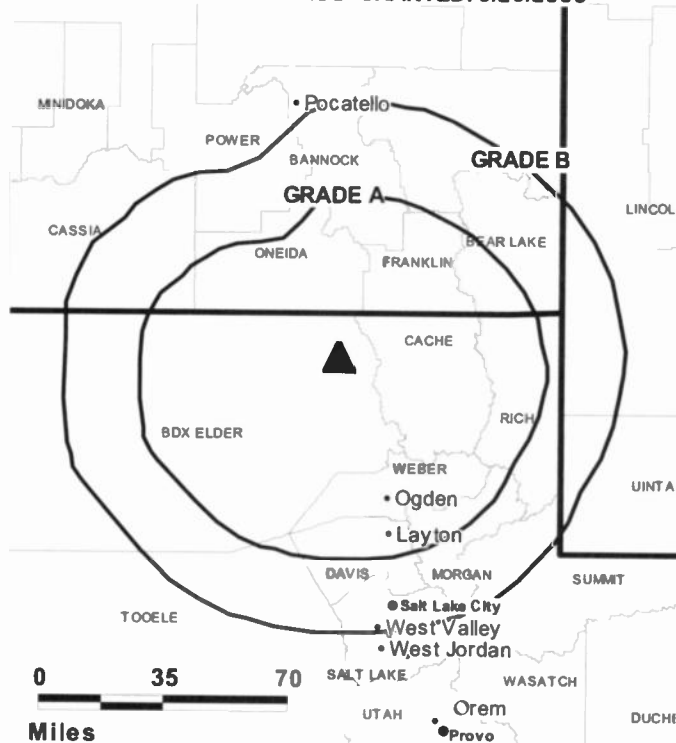 MINIDOKA
Pocatello
POWER
BANNOCK
GRADE B
GRADE A
LINCOL
CASSIA
ONEIDA
BEAR LAKE
FRANKLIN
CACHE
RICH
BDX ELDER
WEBER
UINTA
Ogden
Layton
DAVIS
MORGAN
SUMMIT
Salt Lake City
TOOELE
West Valley
West Jordan
0 35 70
SALT LAKE
WASATCH
Orem
UTAH
DUCHE
Miles
Provo